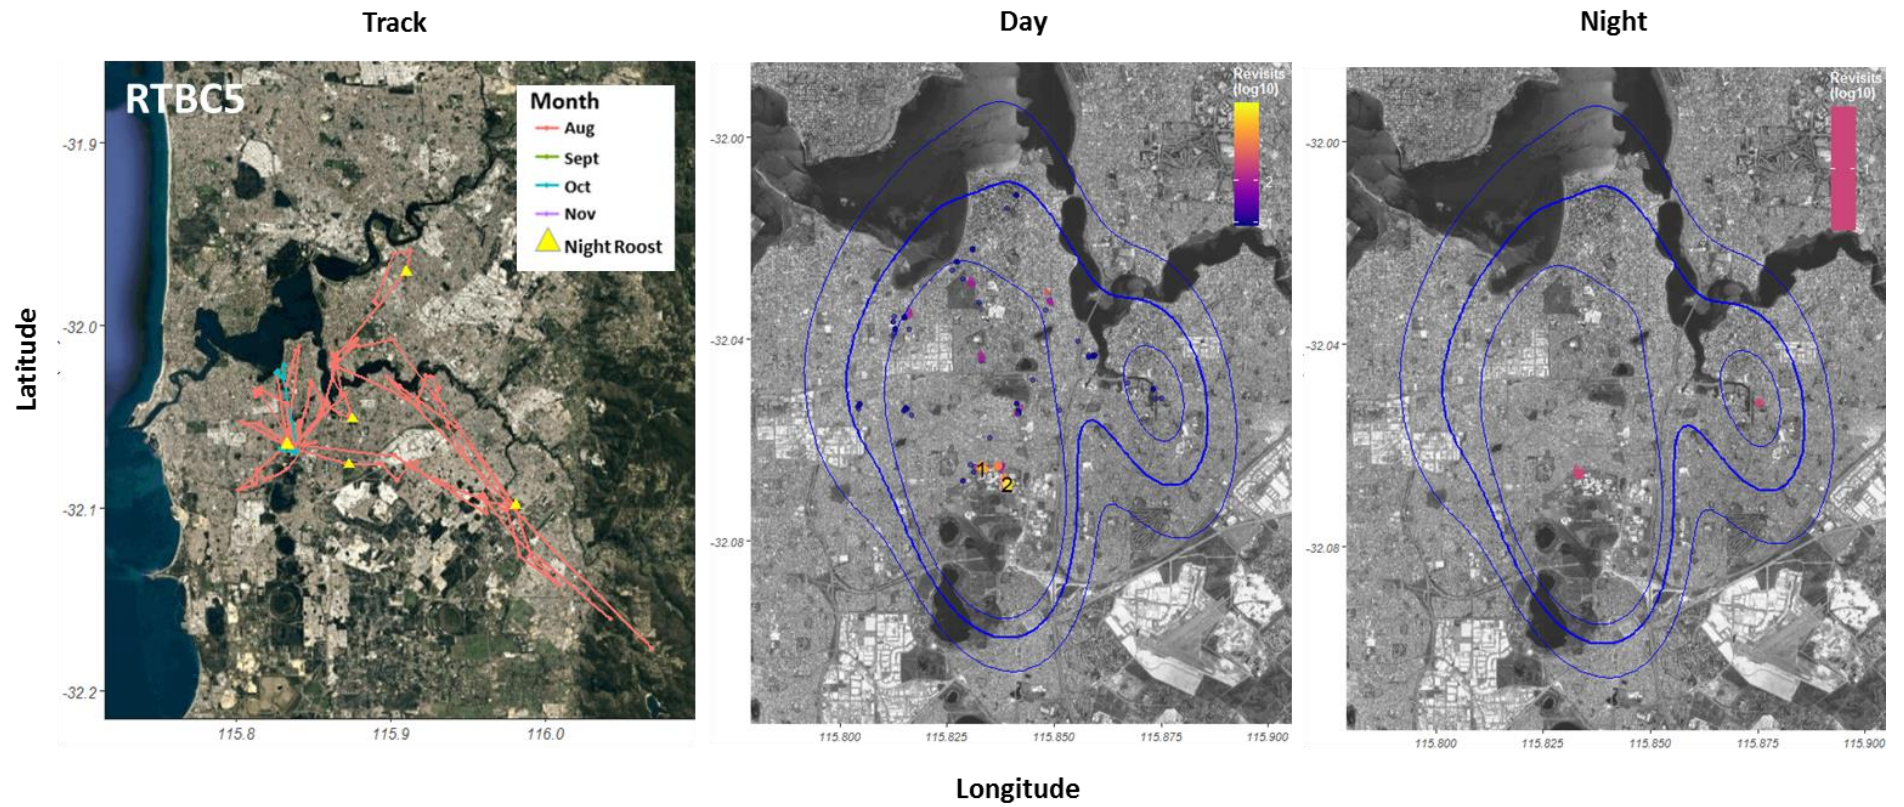 Track
Day
Night
RTBC5
Month
Aug
Sept
Oct
Nov
Night Roost
-31.9
-32.0
-32.1
-32.2
115.8
115.9
116.0
Latitude
Revisits
(log10)
2
1
-32.00
-32.04
-32.08
1
2
115.800
115.825
115.850
115.875
115.900
Revisits
(log10)
1
-32.00
-32.04
-32.08
115.800
115.825
115.850
115.875
115.900
Longitude